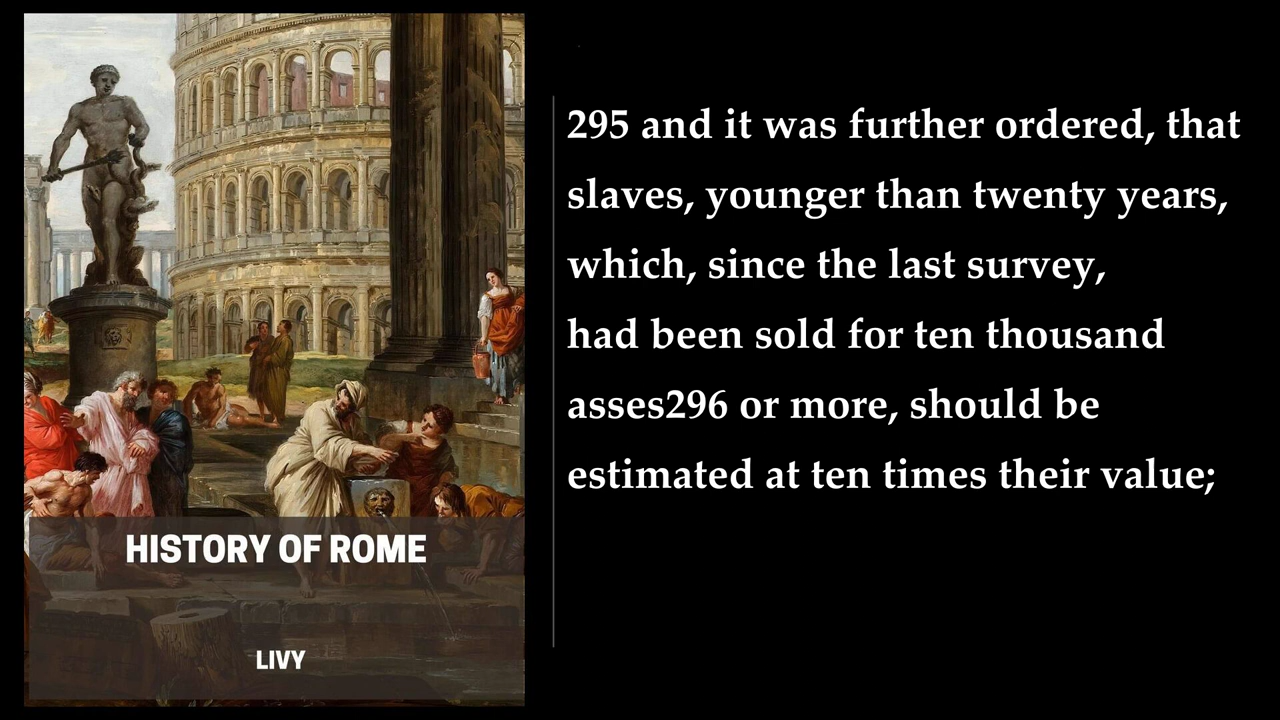 295 and it was further ordered, that
slaves, younger than twenty years,
which, since the last survey,
had been sold for ten thousand
asses296 or more, should be
estimated at ten times their value;
HISTORY OF ROME
LIVY